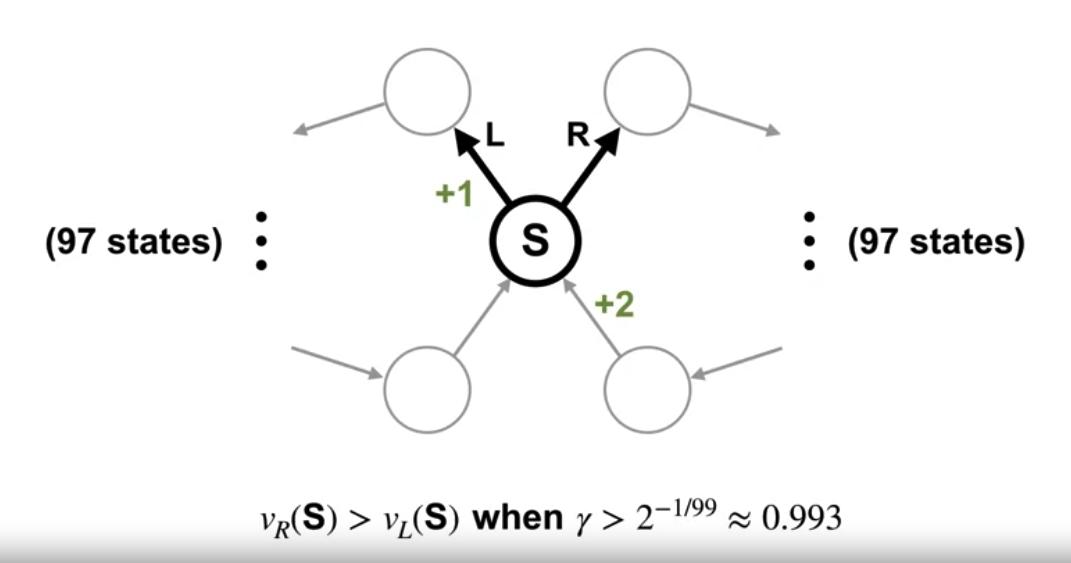 L
R
+1
(97 states)
S
(97 states)
+2
v_R(S) > v_L(S) when γ > 2^{-1/99} ≈ 0.993